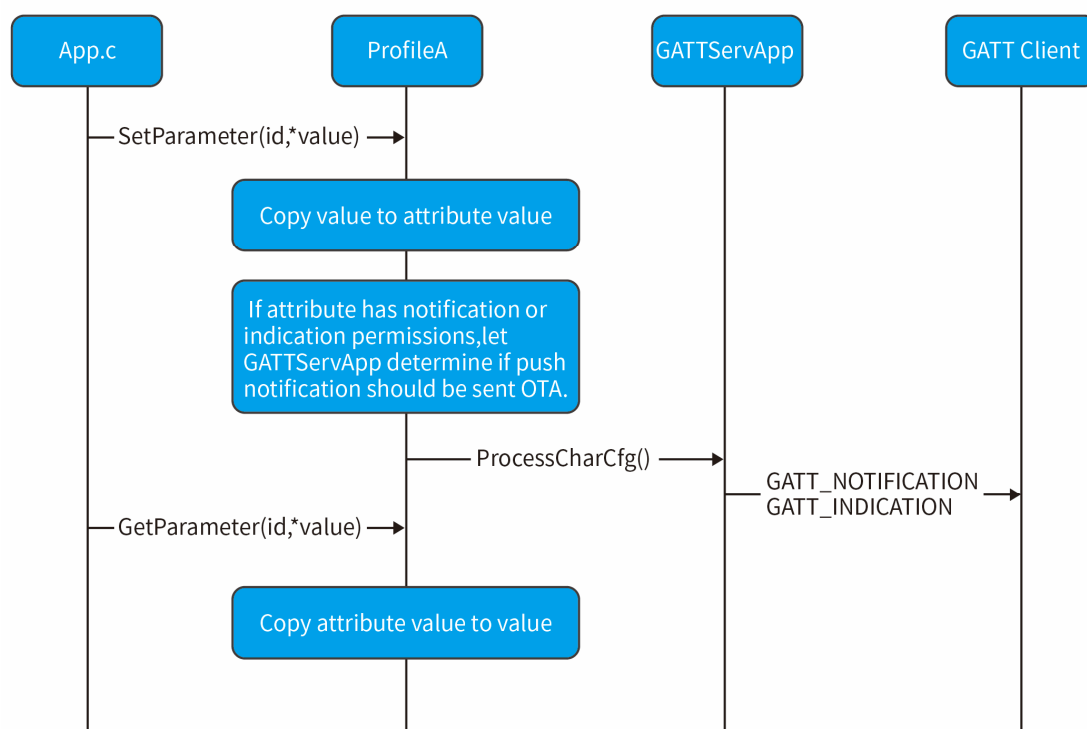 App.c
ProfileA
GATTServApp
GATT Client
SetParameter(id,*value)
Copy value to attribute value
If attribute has notification or
indication permissions,let
GATTServApp determine if push
notification should be sent OTA.
ProcessCharCfg()
GATT_NOTIFICATION
GATT_INDICATION
GetParameter(id,*value)
Copy attribute value to value